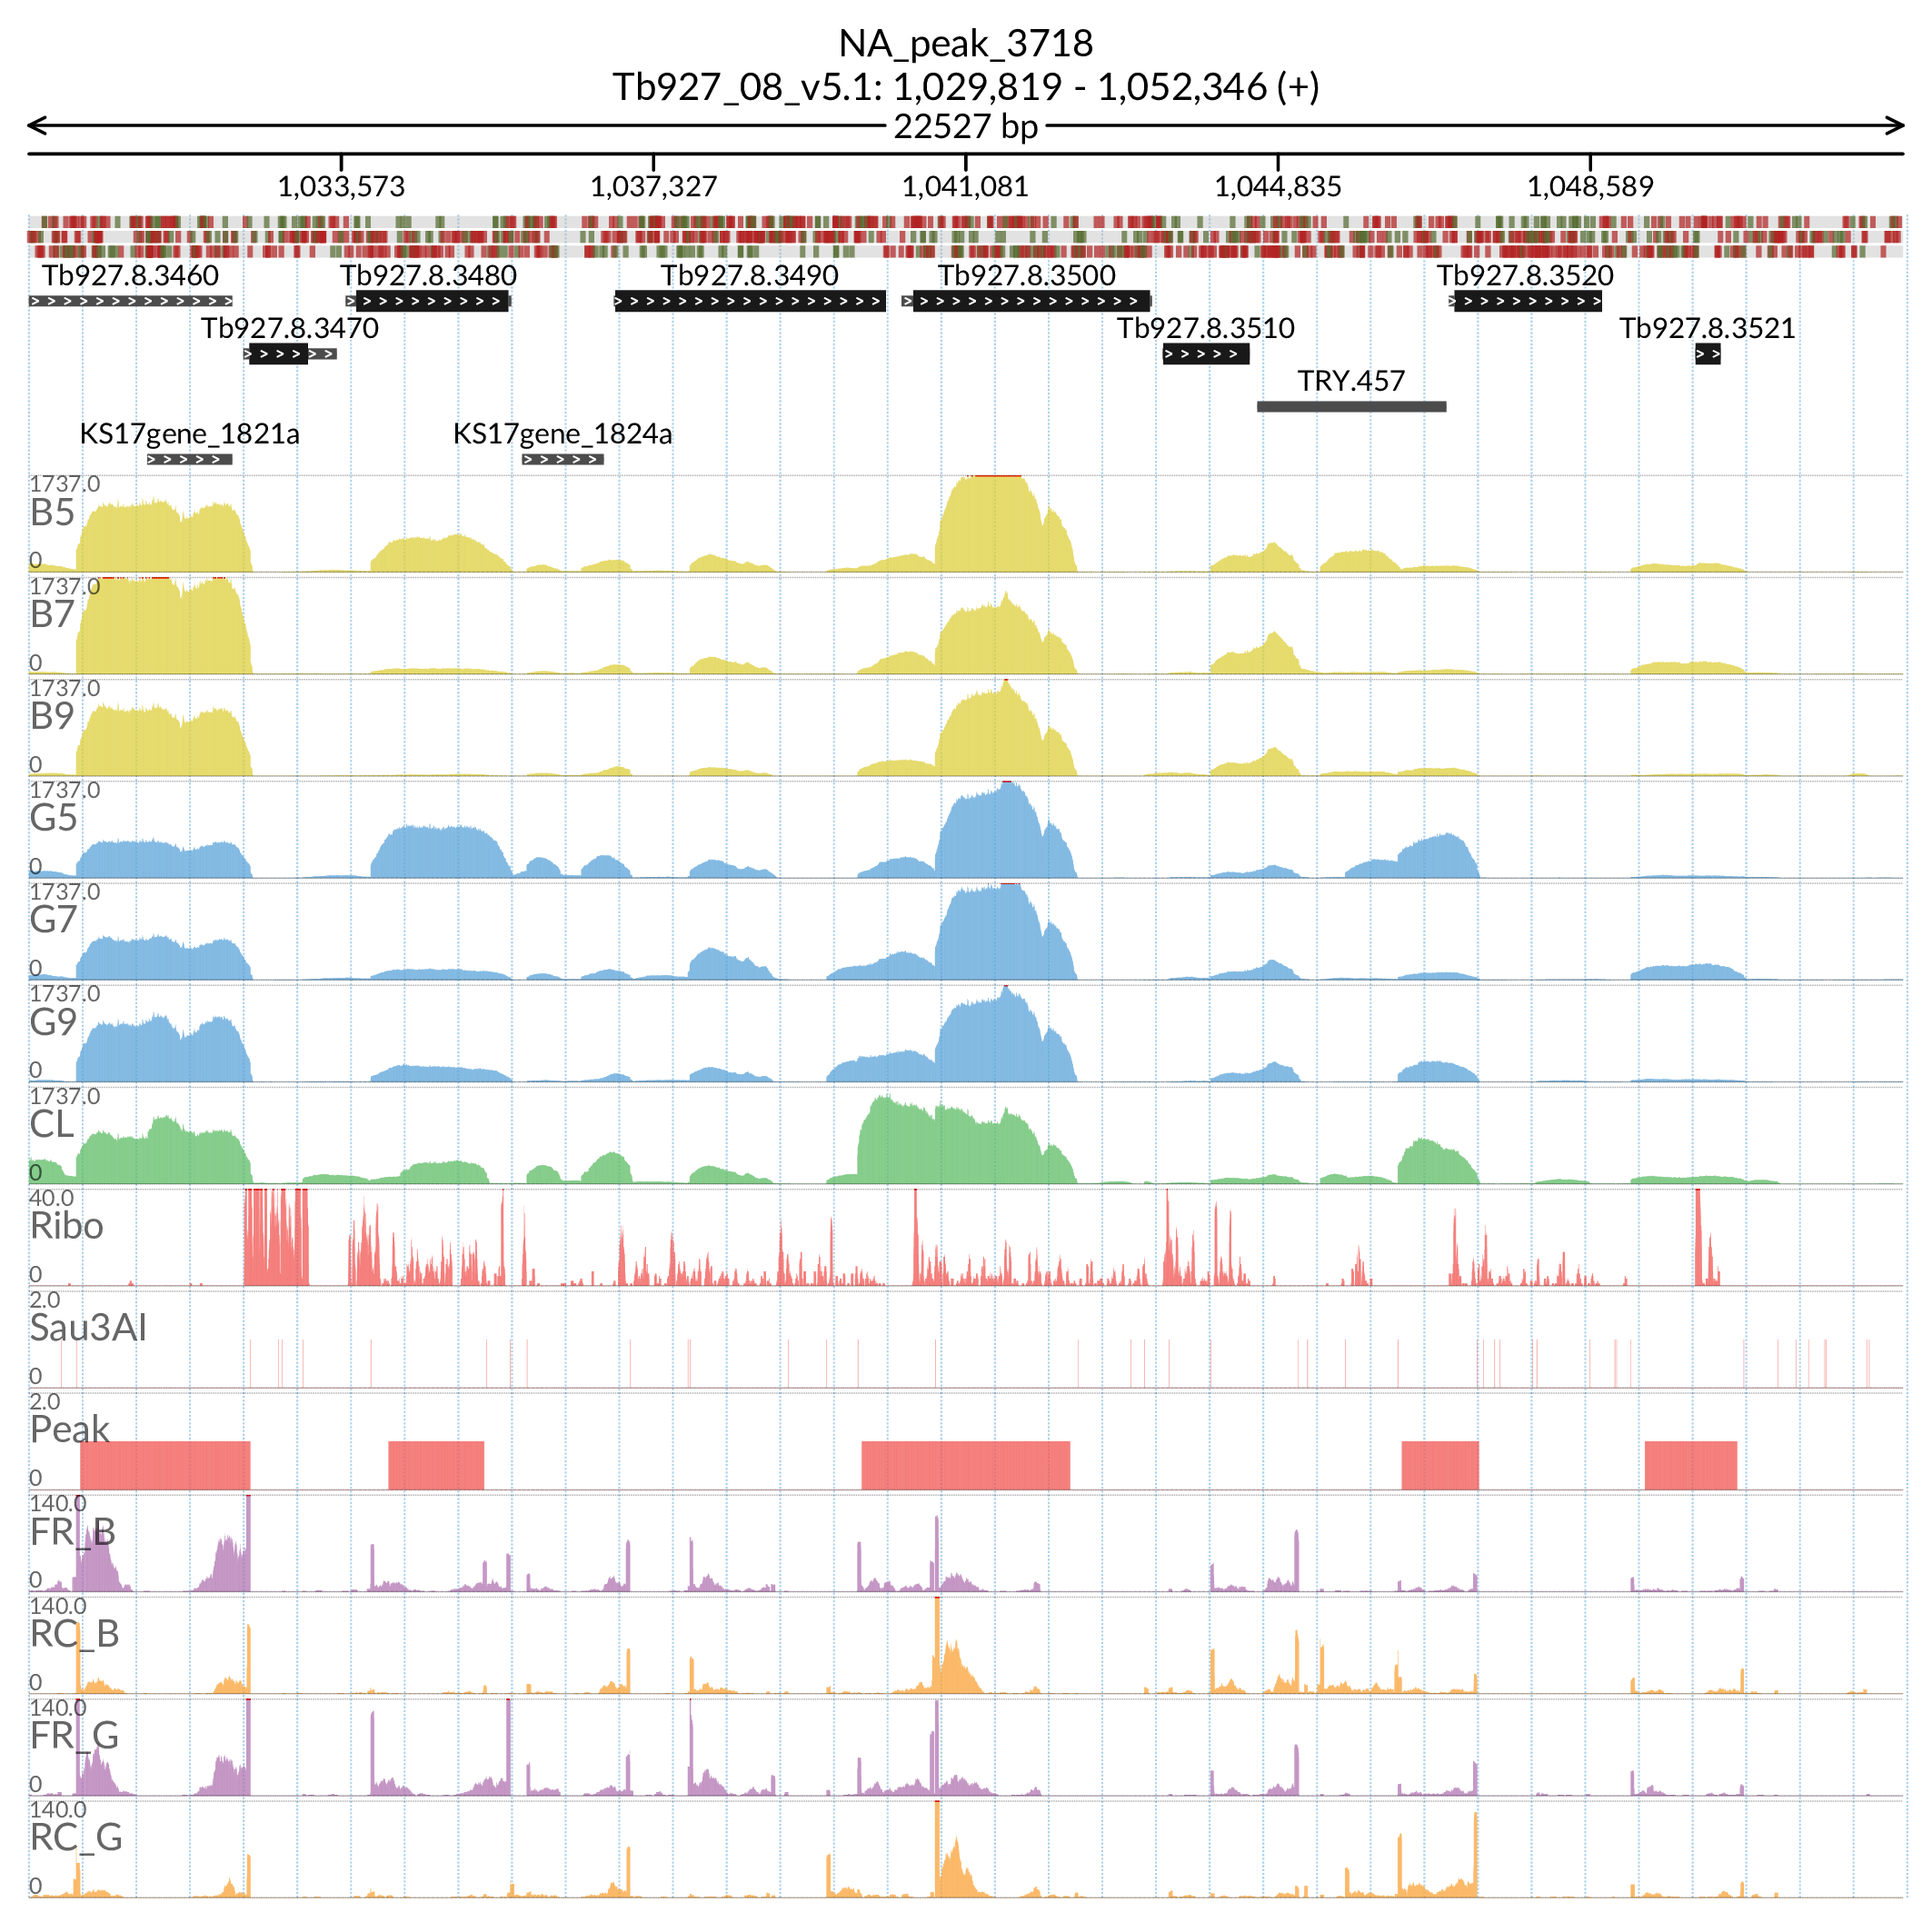 NA_peak_3718
Tb927_08_v5.1: 1,029,819 - 1,052,346 (+)
22527 bp
1,033,573 1,037,327 1,041,081 1,044,835 1,048,589
Tb927.8.3460 Tb927.8.3480 Tb927.8.3490 Tb927.8.3500 Tb927.8.3520
Tb927.8.3470 Tb927.8.3510 Tb927.8.3521
TRY.457
KS17gene_1821a KS17gene_1824a
1737.0
B5
0
1737.0
B7
0
1737.0
B9
0
1737.0
G5
0
1737.0
G7
0
1737.0
G9
0
1737.0
CL
0
40.0
Ribo
0
2.0
Sau3AI
0
2.0
Peak
0
140.0
FR_B
0
140.0
RC_B
0
140.0
FR_G
0
140.0
RC_G
0